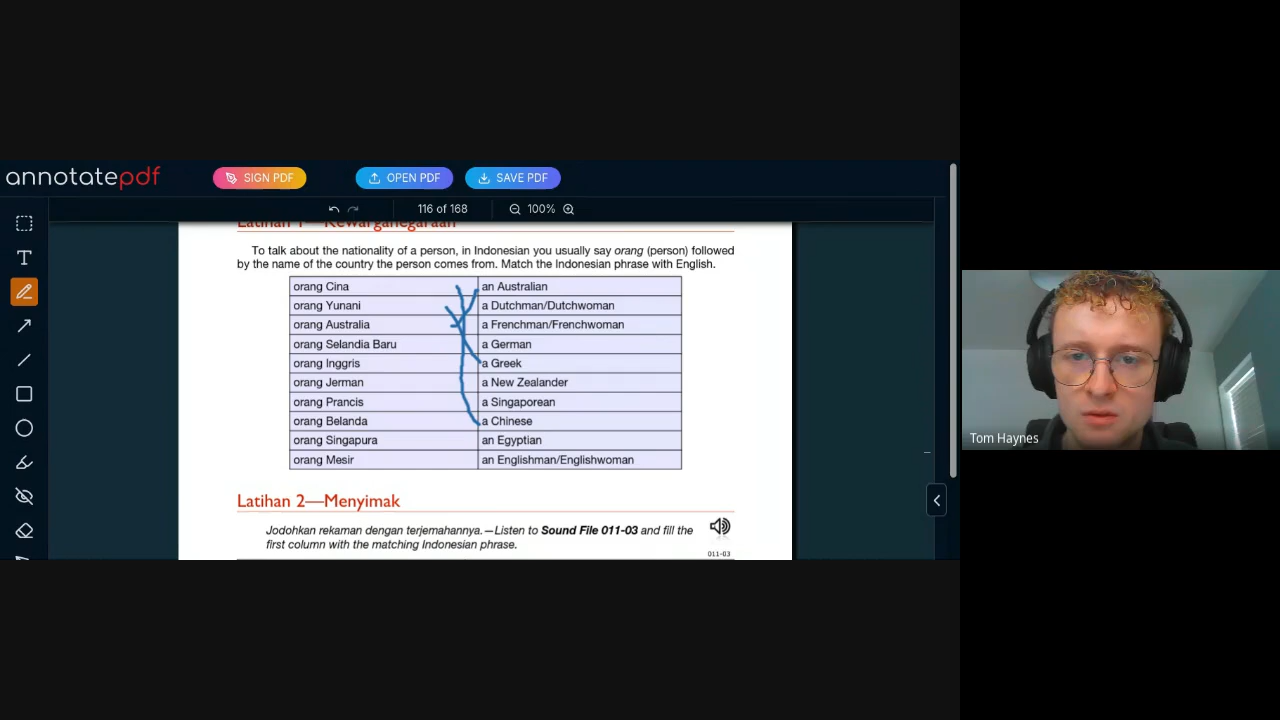 annotatepdf
SIGN PDF
OPEN PDF
SAVE PDF
116 of 168
100%
Latihan 1—Kewarganegaraan
To talk about the nationality of a person, in Indonesian you usually say orang (person) followed
by the name of the country the person comes from. Match the Indonesian phrase with English.
orang Cina an Australian
orang Yunani a Dutchman/Dutchwoman
orang Australia a Frenchman/Frenchwoman
orang Selandia Baru a German
orang Inggris a Greek
orang Jerman a New Zealander
orang Prancis a Singaporean
orang Belanda a Chinese
orang Singapura an Egyptian
orang Mesir an Englishman/Englishwoman
Latihan 2—Menyimak
Jodohkan rekaman dengan terjemahannya.—Listen to Sound File 011-03 and fill the
first column with the matching Indonesian phrase.
011-03
Tom Haynes